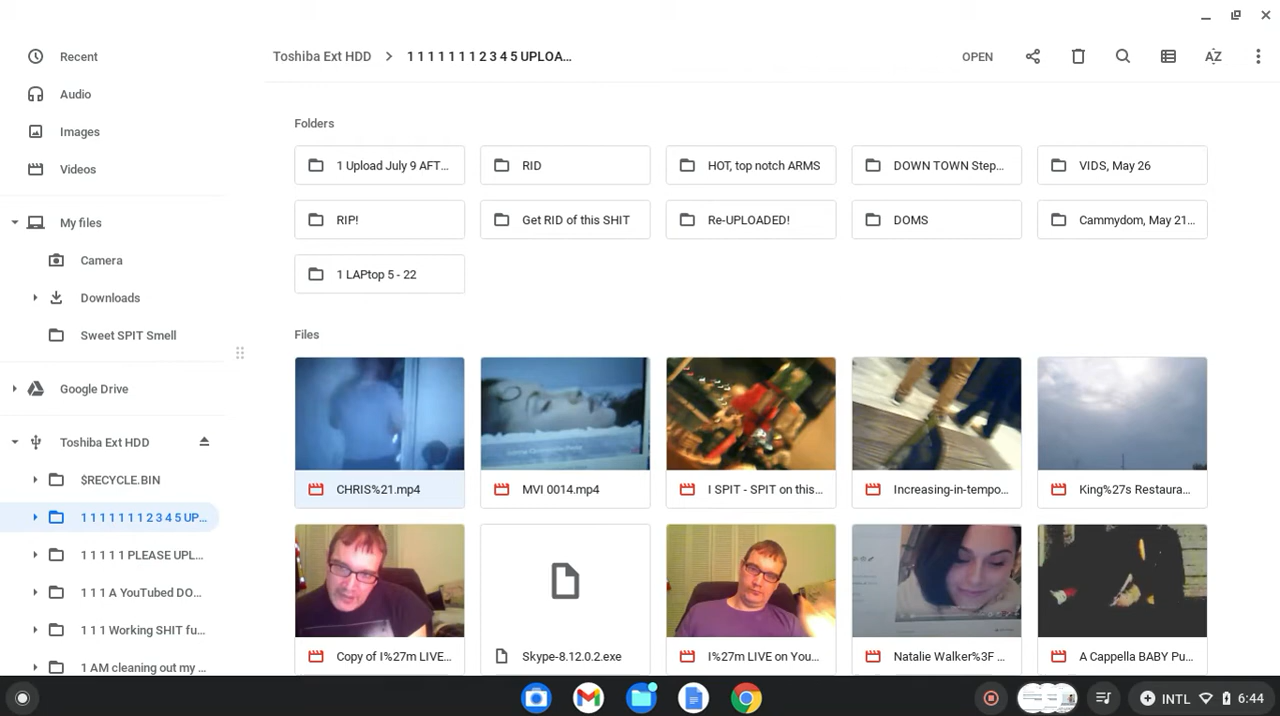 Recent
Audio
Images
Videos
My files
Camera
Downloads
Sweet SPIT Smell
Google Drive
Toshiba Ext HDD
$RECYCLE.BIN
1 1 1 1 1 1 1 2 3 4 5 UP...
1 1 1 1 1 PLEASE UPL...
1 1 1 A YouTubed DO...
1 1 1 Working SHIT fu...
1 AM cleaning out my ...
Toshiba Ext HDD > 1 1 1 1 1 1 1 2 3 4 5 UPLOA...
OPEN
AZ
Folders
1 Upload July 9 AFT...
RID
HOT, top notch ARMS
DOWN TOWN Step...
VIDS, May 26
RIP!
Get RID of this SHIT
Re-UPLOADED!
DOMS
Cammydom, May 21...
1 LAPtop 5 - 22
Files
CHRIS%21.mp4
MVI 0014.mp4
I SPIT - SPIT on this...
Increasing-in-tempo...
King%27s Restaura...
Copy of I%27m LIVE...
Skype-8.12.0.2.exe
I%27m LIVE on You...
Natalie Walker%3F ...
A Cappella BABY Pu...
INTL
6:44